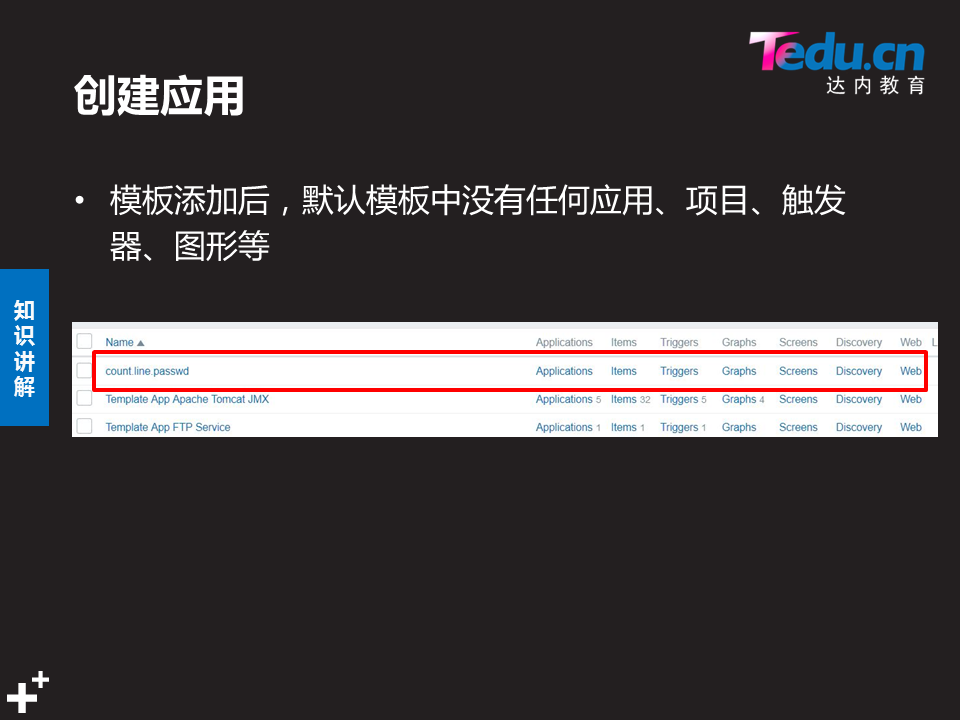 Tedu.cn
达内教育
创建应用
• 模板添加后，默认模板中没有任何应用、项目、触发
器、图形等
知
识
讲
解
Name ▲ Applications Items Triggers Graphs Screens Discovery Web L
count.line.passwd Applications Items Triggers Graphs Screens Discovery Web
Template App Apache Tomcat JMX Applications 5 Items 32 Triggers 5 Graphs 4 Screens Discovery Web
Template App FTP Service Applications 1 Items 1 Triggers 1 Graphs Screens Discovery Web